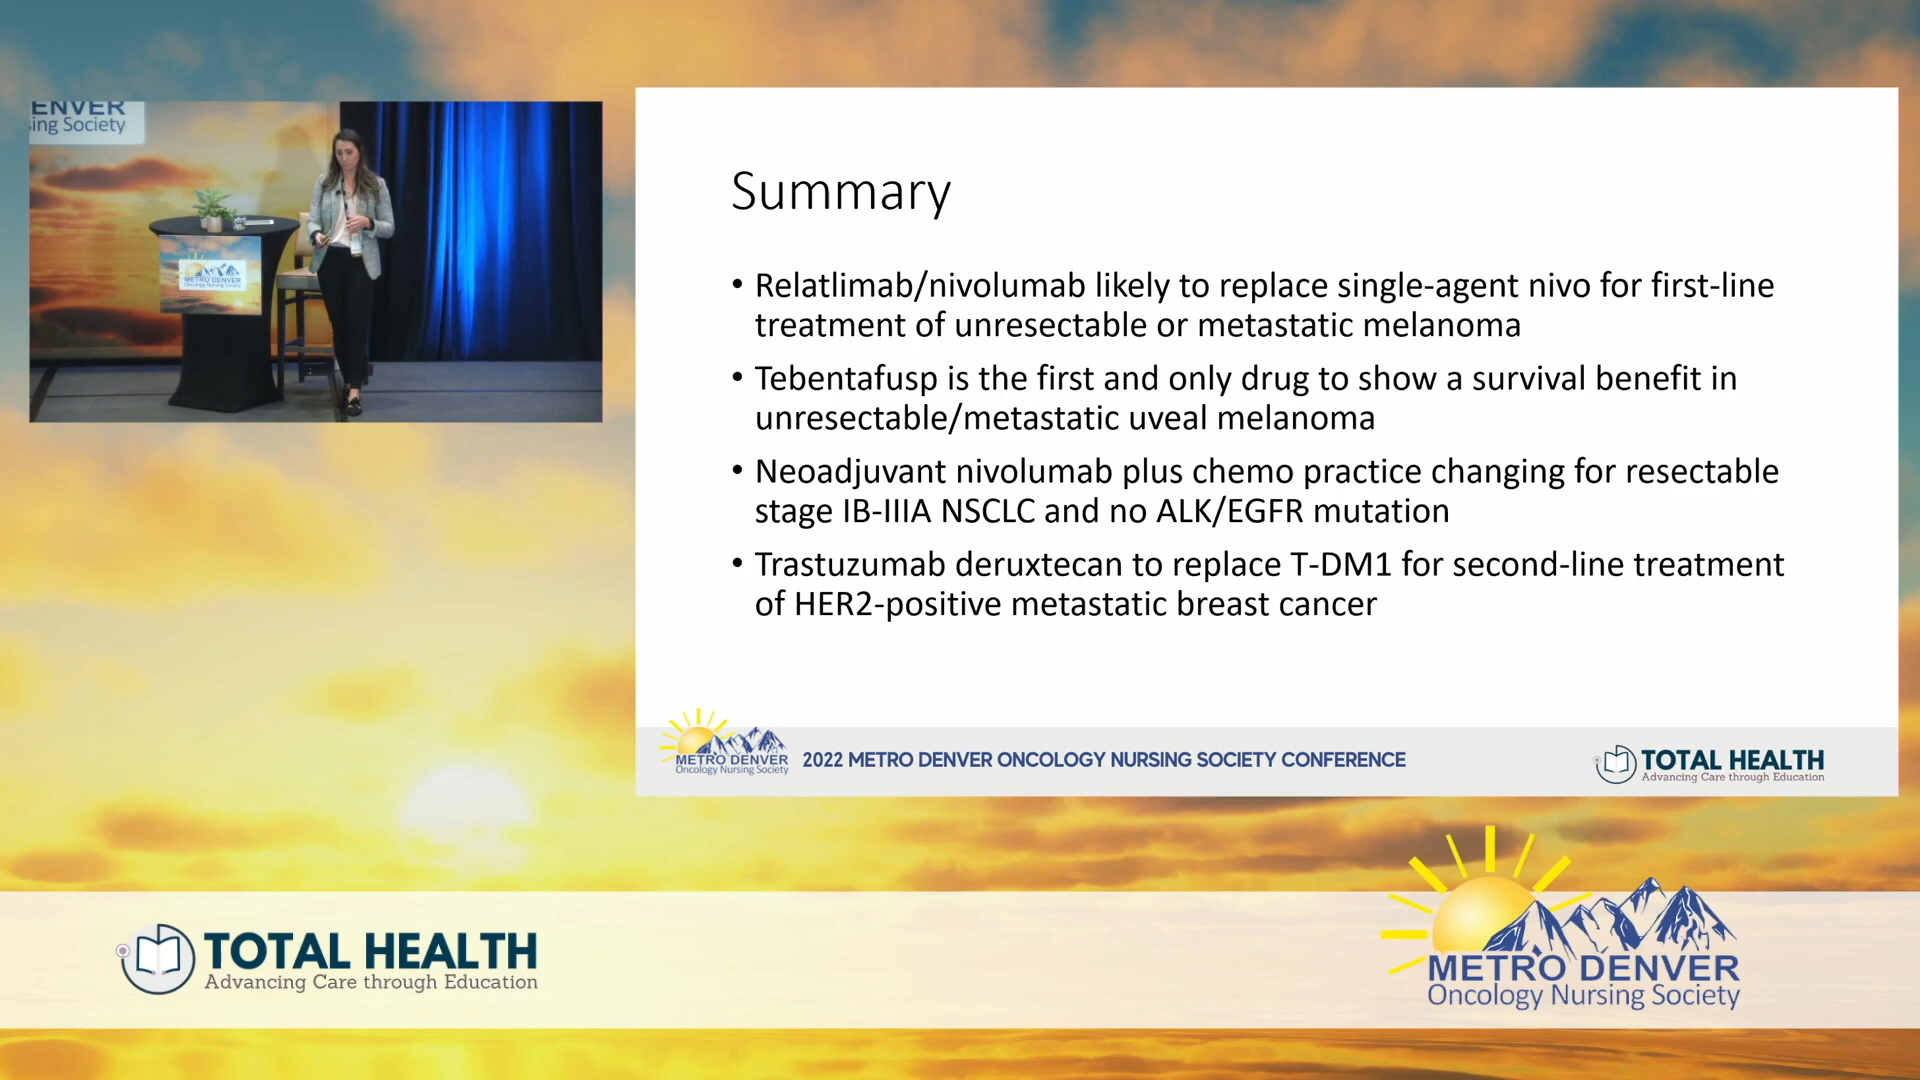 ENVER
ing Society
METRO DENVER
Oncology Nursing Society
Summary
• Relatlimab/nivolumab likely to replace single-agent nivo for first-line
treatment of unresectable or metastatic melanoma
• Tebentafusp is the first and only drug to show a survival benefit in
unresectable/metastatic uveal melanoma
• Neoadjuvant nivolumab plus chemo practice changing for resectable
stage IB-IIIA NSCLC and no ALK/EGFR mutation
• Trastuzumab deruxtecan to replace T-DM1 for second-line treatment
of HER2-positive metastatic breast cancer
METRO DENVER
Oncology Nursing Society
2022 METRO DENVER ONCOLOGY NURSING SOCIETY CONFERENCE
TOTAL HEALTH
Advancing Care through Education
TOTAL HEALTH
Advancing Care through Education
METRO DENVER
Oncology Nursing Society